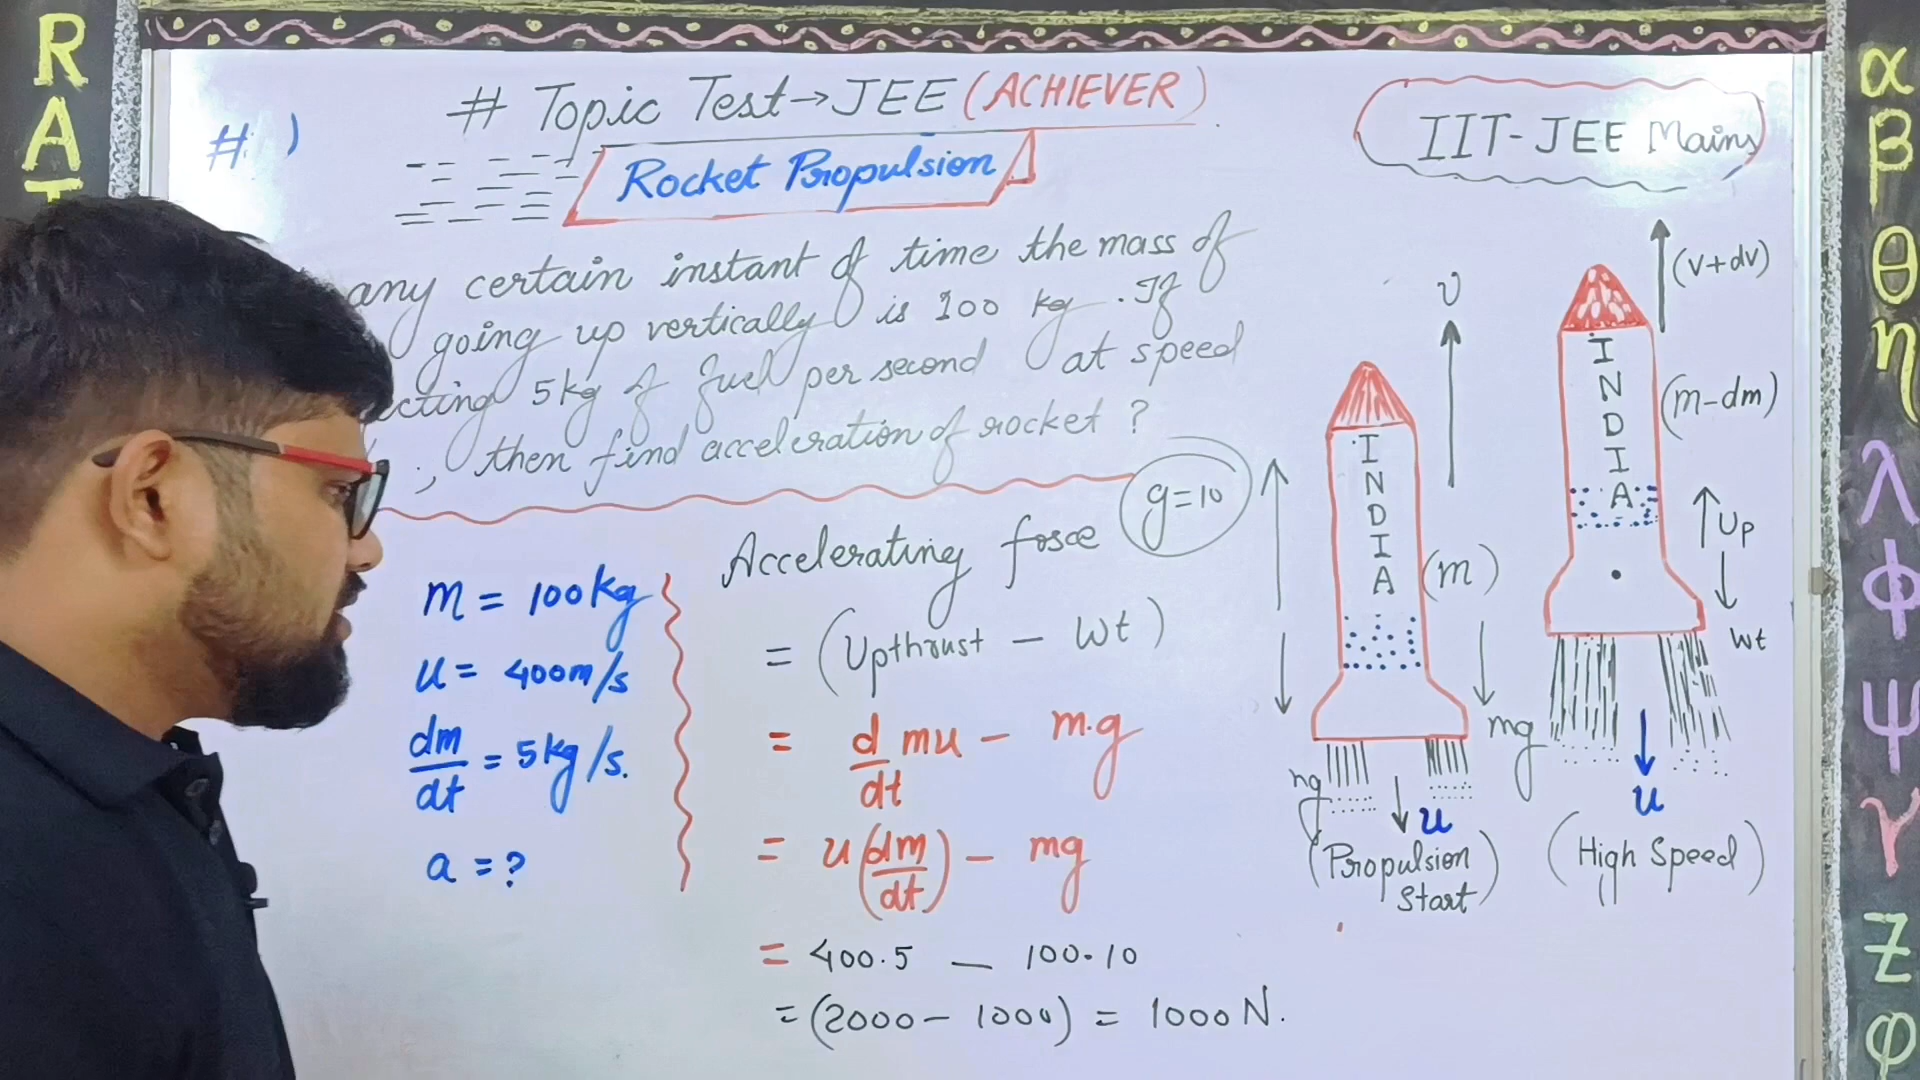 R
A
T
# Topic Test→JEE (ACHIEVER)
# )
Rocket Propulsion
IIT-JEE Mains
any certain instant of time the mass of
going up vertically is 100 kg. If
ecting 5kg of fuel per second at speed
; then find acceleration of rocket ?
g=10
m = 100kg
u = 400m/s
dm/dt = 5kg/s.
a = ?
Accelerating force
= (Upthrust - Wt)
= d/dt mu - m.g
= u(dm/dt) - mg
= 400.5 - 100.10
= (2000 - 1000) = 1000 N.
υ
INDIA
(m)
mg
u
(Propulsion Start)
(v+dv)
INDIA
(m-dm)
Up
Wt
u
(High Speed)
α
β
θ
η
λ
φ
ψ
γ
Z
φ